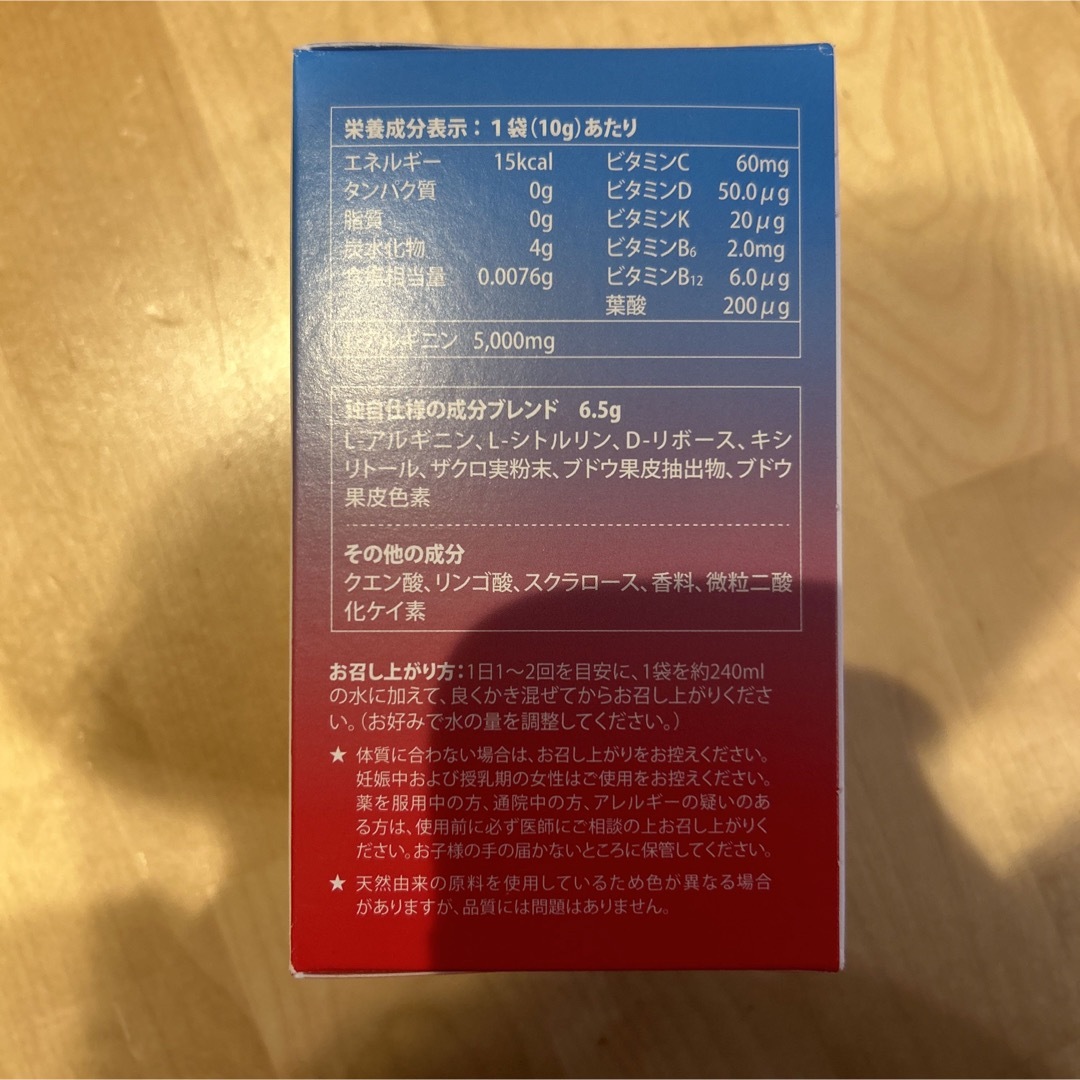 栄養成分表示：1袋(10g)あたり
エネルギー 15kcal ビタミンC 60mg
タンパク質 0g ビタミンD 50.0μg
脂質 0g ビタミンK 20μg
炭水化物 4g ビタミンB6 2.0mg
食塩相当量 0.0076g ビタミンB12 6.0μg
葉酸 200μg
L-アルギニン 5,000mg
独自仕様の成分ブレンド 6.5g
L-アルギニン、L-シトルリン、D-リボース、キシ
リトール、ザクロ実粉末、ブドウ果皮抽出物、ブドウ
果皮色素
その他の成分
クエン酸、リンゴ酸、スクラロース、香料、微粒二酸
化ケイ素
お召し上がり方：1日1〜2回を目安に、1袋を約240ml
の水に加えて、良くかき混ぜてからお召し上がりくださ
い。（お好みで水の量を調整してください。）
★ 体質に合わない場合は、お召し上がりをお控えください。
妊娠中および授乳期の女性はご使用をお控えください。
薬を服用中の方、通院中の方、アレルギーの疑いのあ
る方は、使用前に必ず医師にご相談の上お召し上がりく
ださい。お子様の手の届かないところに保管してください。
★ 天然由来の原料を使用しているため色が異なる場合
がありますが、品質には問題はありません。